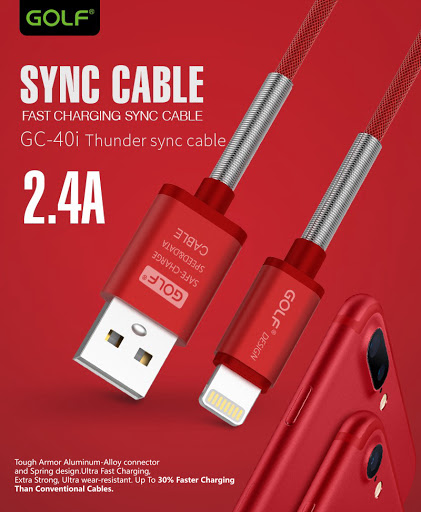 GOLF®
SYNC CABLE
FAST CHARGING SYNC CABLE
GC-40i Thunder sync cable
2.4A
GOLF®
SAFE-CHARGE
SPEED&DATA
CABLE
GOLF® DESIGN
Tough Armor Aluminum-Alloy connector
and Spring design.Ultra Fast Charging,
Extra Strong, Ultra wear-resistant. Up To 30% Faster Charging
Than Conventional Cables.